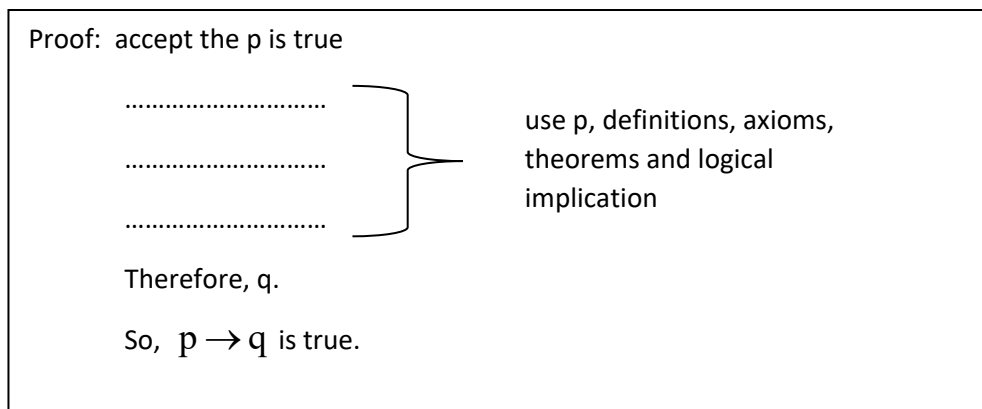 Proof: accept the p is true
…………………………
use p, definitions, axioms,
…………………………
theorems and logical
implication
…………………………
Therefore, q.
So, p → q is true.